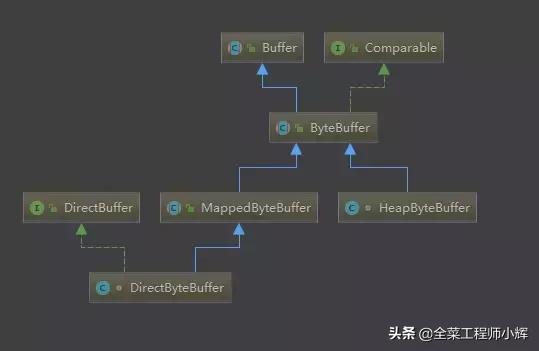 C Buffer
I Comparable
C ByteBuffer
I DirectBuffer
C MappedByteBuffer
C HeapByteBuffer
C DirectByteBuffer
头条 @全菜工程师小辉